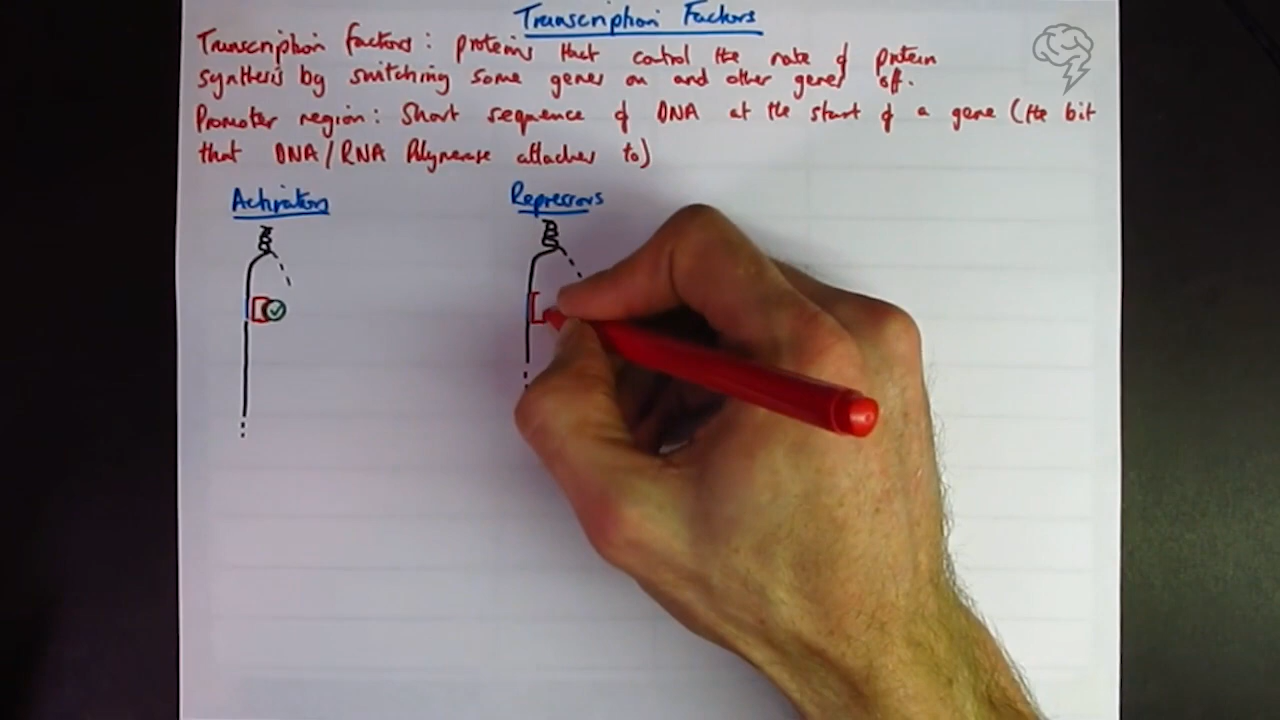 Transcription Factors
Transcription factors: proteins that control the rate of protein
synthesis by switching some genes on and other genes off.
Promoter region: Short sequence of DNA at the start of a gene (the bit
that DNA/RNA Polymerase attaches to)
Activation
Repressors